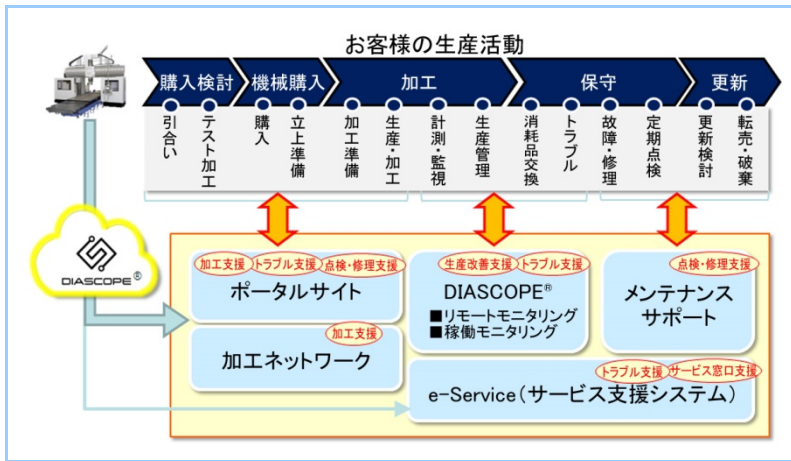 お客様の生産活動
購入検討
機械購入
加工
保守
更新
引合い
テスト加工
購入
立上準備
加工準備
生産・加工
計測・監視
生産管理
消耗品交換
トラブル
故障・修理
定期点検
更新検討
転売・破棄
DIASCOPE®
加工支援
トラブル支援
点検・修理支援
ポータルサイト
加工支援
加工ネットワーク
生産改善支援
トラブル支援
DIASCOPE®
■リモートモニタリング
■稼働モニタリング
点検・修理支援
メンテナンス
サポート
トラブル支援
サービス窓口支援
e-Service(サービス支援システム)